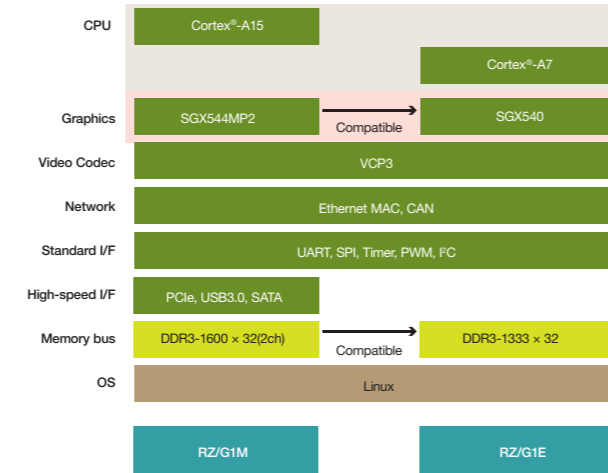 CPU
Cortex®-A15
Cortex®-A7
Graphics
SGX544MP2
Compatible
SGX540
Video Codec
VCP3
Network
Ethernet MAC, CAN
Standard I/F
UART, SPI, Timer, PWM, I²C
High-speed I/F
PCIe, USB3.0, SATA
Memory bus
DDR3-1600 × 32(2ch)
Compatible
DDR3-1333 × 32
OS
Linux
RZ/G1M
RZ/G1E